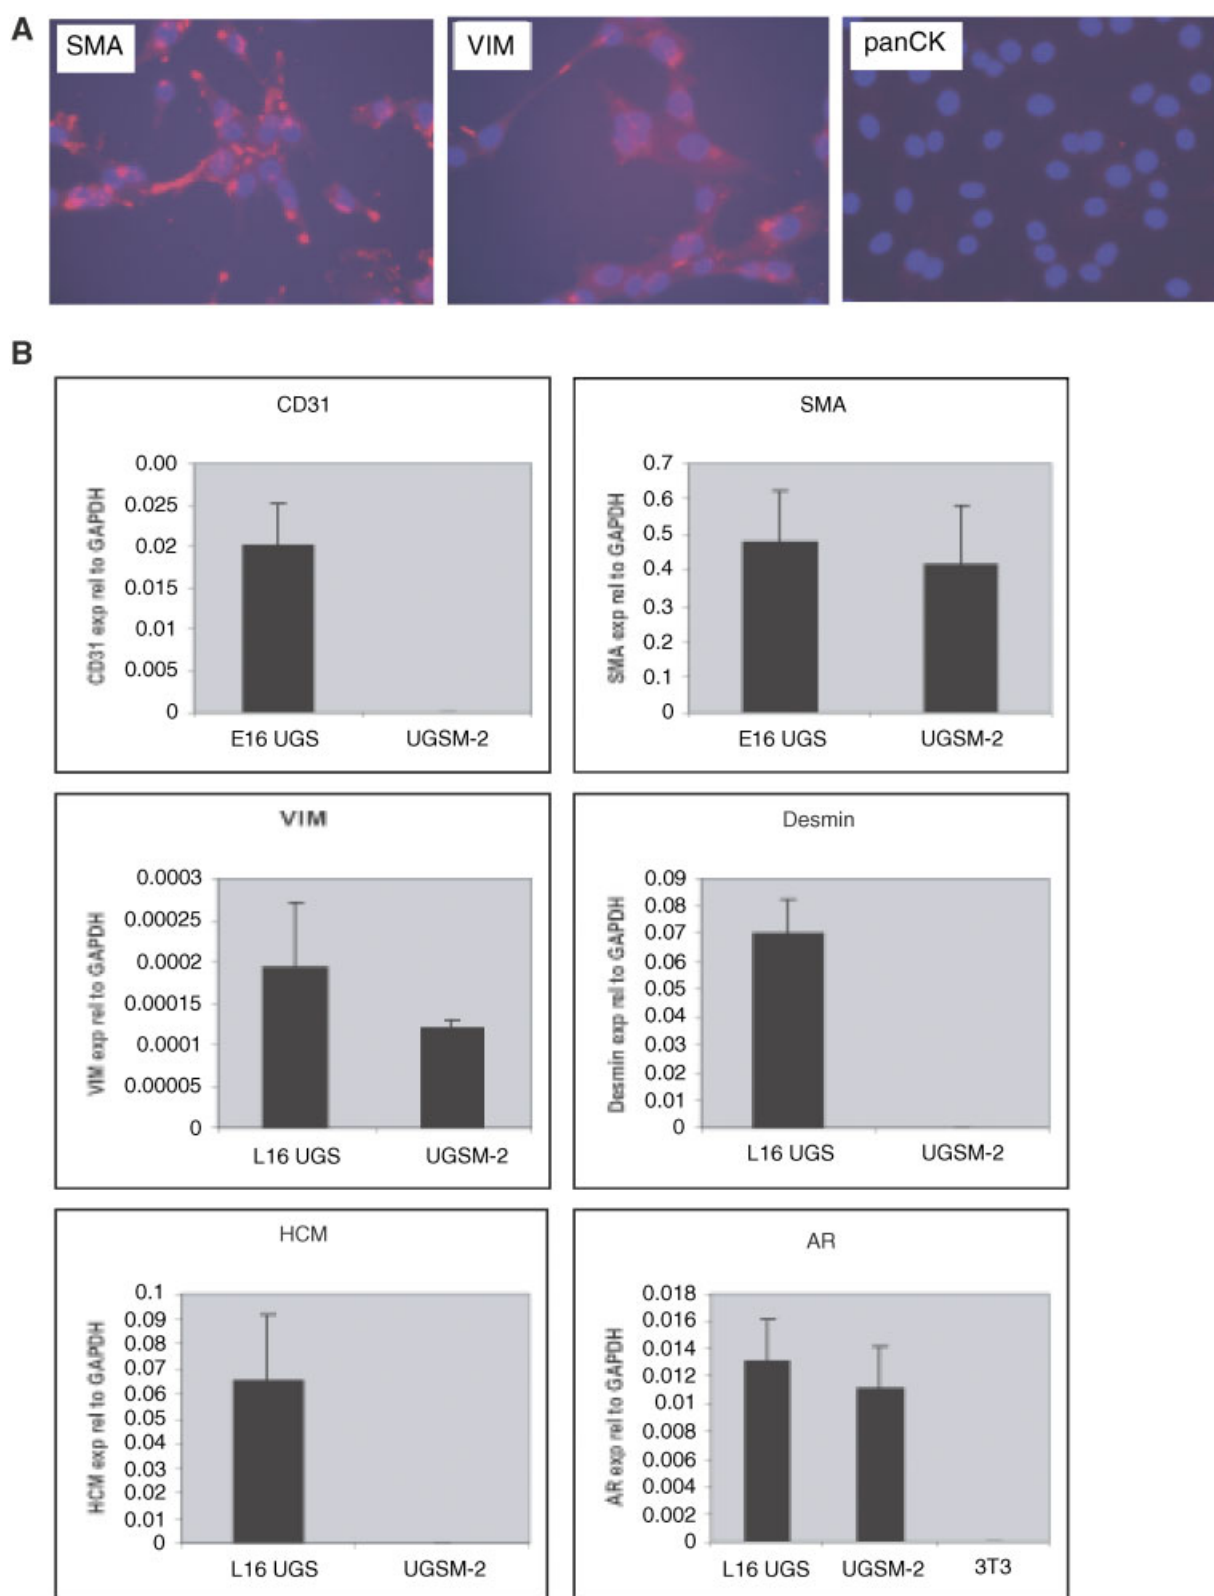 A
SMA
VIM
panCK
B
CD31
CD31 exp rel to GAPDH
0.00
0.025
0.02
0.015
0.01
0.005
0
E16 UGS
UGSM-2
SMA
SMA exp rel to GAPDH
0.7
0.6
0.5
0.4
0.3
0.2
0.1
0
E16 UGS
UGSM-2
VIM
VIM exp rel to GAPDH
0.0003
0.00025
0.0002
0.00015
0.0001
0.00005
0
L16 UGS
UGSM-2
Desmin
Desmin exp rel to GAPDH
0.09
0.08
0.07
0.06
0.05
0.04
0.03
0.02
0.01
0
L16 UGS
UGSM-2
HCM
HCM exp rel to GAPDH
0.1
0.09
0.08
0.07
0.06
0.05
0.04
0.03
0.02
0.01
0
L16 UGS
UGSM-2
AR
AR exp rel to GAPDH
0.018
0.016
0.014
0.012
0.01
0.008
0.006
0.004
0.002
0
L16 UGS
UGSM-2
3T3